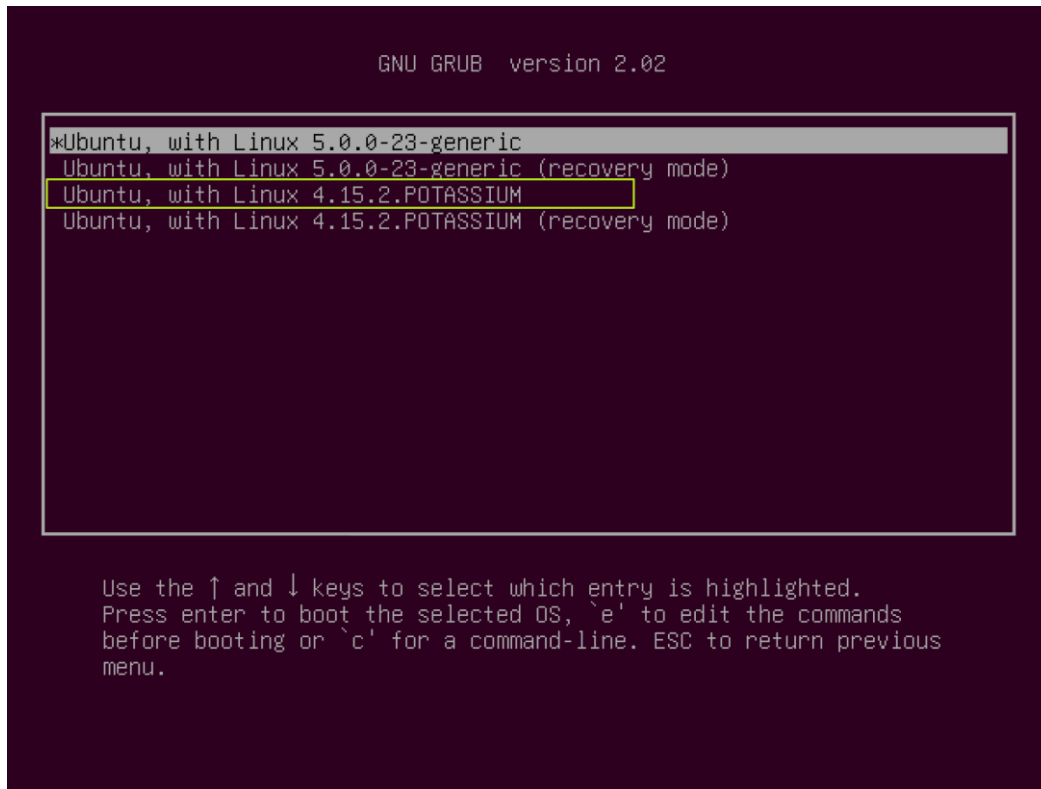 GNU GRUB version 2.02
*Ubuntu, with Linux 5.0.0-23-generic
Ubuntu, with Linux 5.0.0-23-generic (recovery mode)
Ubuntu, with Linux 4.15.2.POTASSIUM
Ubuntu, with Linux 4.15.2.POTASSIUM (recovery mode)
Use the ↑ and ↓ keys to select which entry is highlighted.
Press enter to boot the selected OS, `e' to edit the commands
before booting or `c' for a command-line. ESC to return previous
menu.